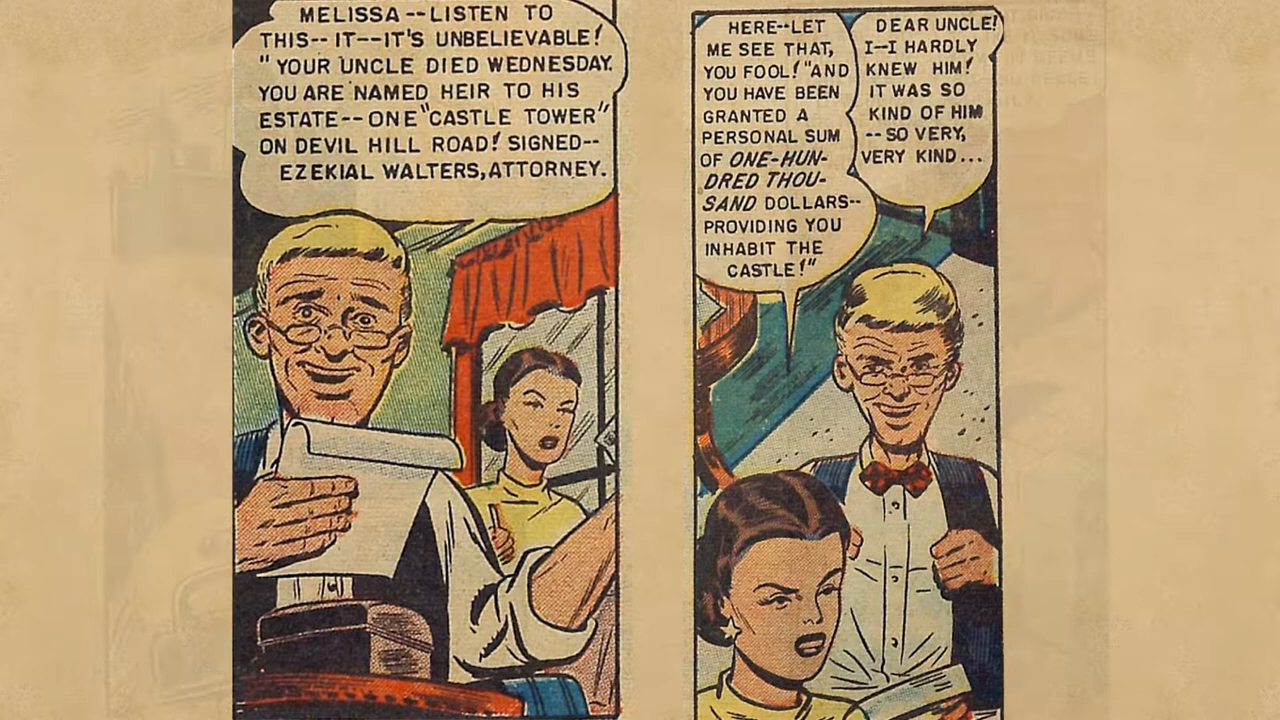 MELISSA--LISTEN TO
THIS--IT--IT'S UNBELIEVABLE!
"YOUR UNCLE DIED WEDNESDAY.
YOU ARE NAMED HEIR TO HIS
ESTATE--ONE "CASTLE TOWER"
ON DEVIL HILL ROAD! SIGNED--
EZEKIAL WALTERS, ATTORNEY.
HERE--LET
ME SEE THAT,
YOU FOOL! "AND
YOU HAVE BEEN
GRANTED A
PERSONAL SUM
OF ONE-HUN-
DRED THOU-
SAND DOLLARS--
PROVIDING YOU
INHABIT THE
CASTLE!"
DEAR UNCLE!
I--I HARDLY
KNEW HIM!
IT WAS SO
KIND OF HIM
--SO VERY,
VERY KIND...